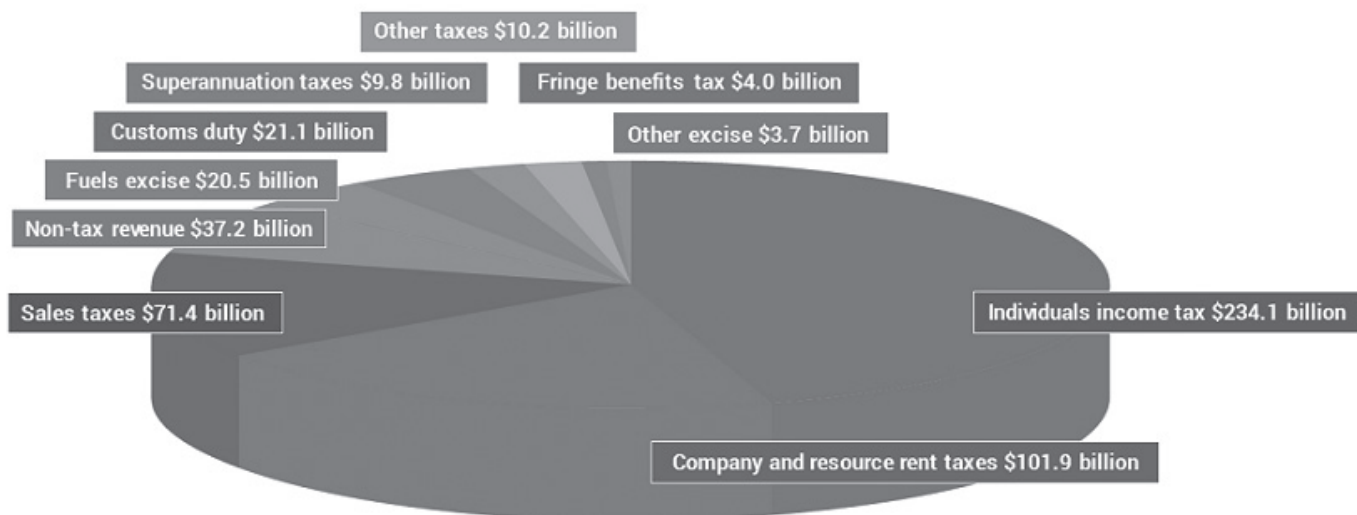 Other taxes $10.2 billion
Superannuation taxes $9.8 billion
Fringe benefits tax $4.0 billion
Customs duty $21.1 billion
Other excise $3.7 billion
Fuels excise $20.5 billion
Non-tax revenue $37.2 billion
Sales taxes $71.4 billion
Individuals income tax $234.1 billion
Company and resource rent taxes $101.9 billion